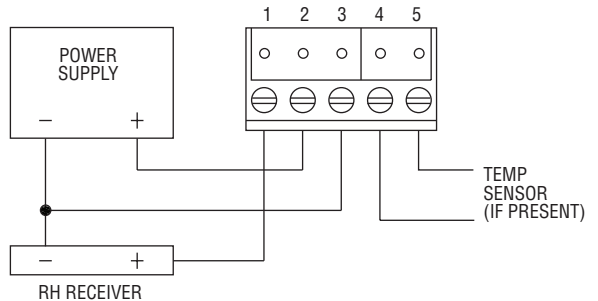 1 2 3 4 5
POWER
SUPPLY
− +
TEMP
SENSOR
(IF PRESENT)
− +
RH RECEIVER